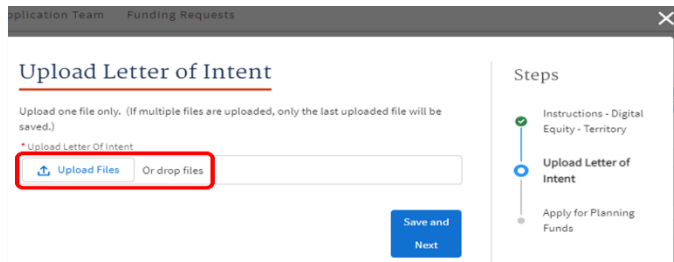 pplication Team Funding Requests
Upload Letter of Intent
Upload one file only. (If multiple files are uploaded, only the last uploaded file will be
saved.)
*Upload Letter Of Intent
Upload Files Or drop files
Save and
Next
Steps
Instructions - Digital
Equity - Territory
Upload Letter of
Intent
Apply for Planning
Funds